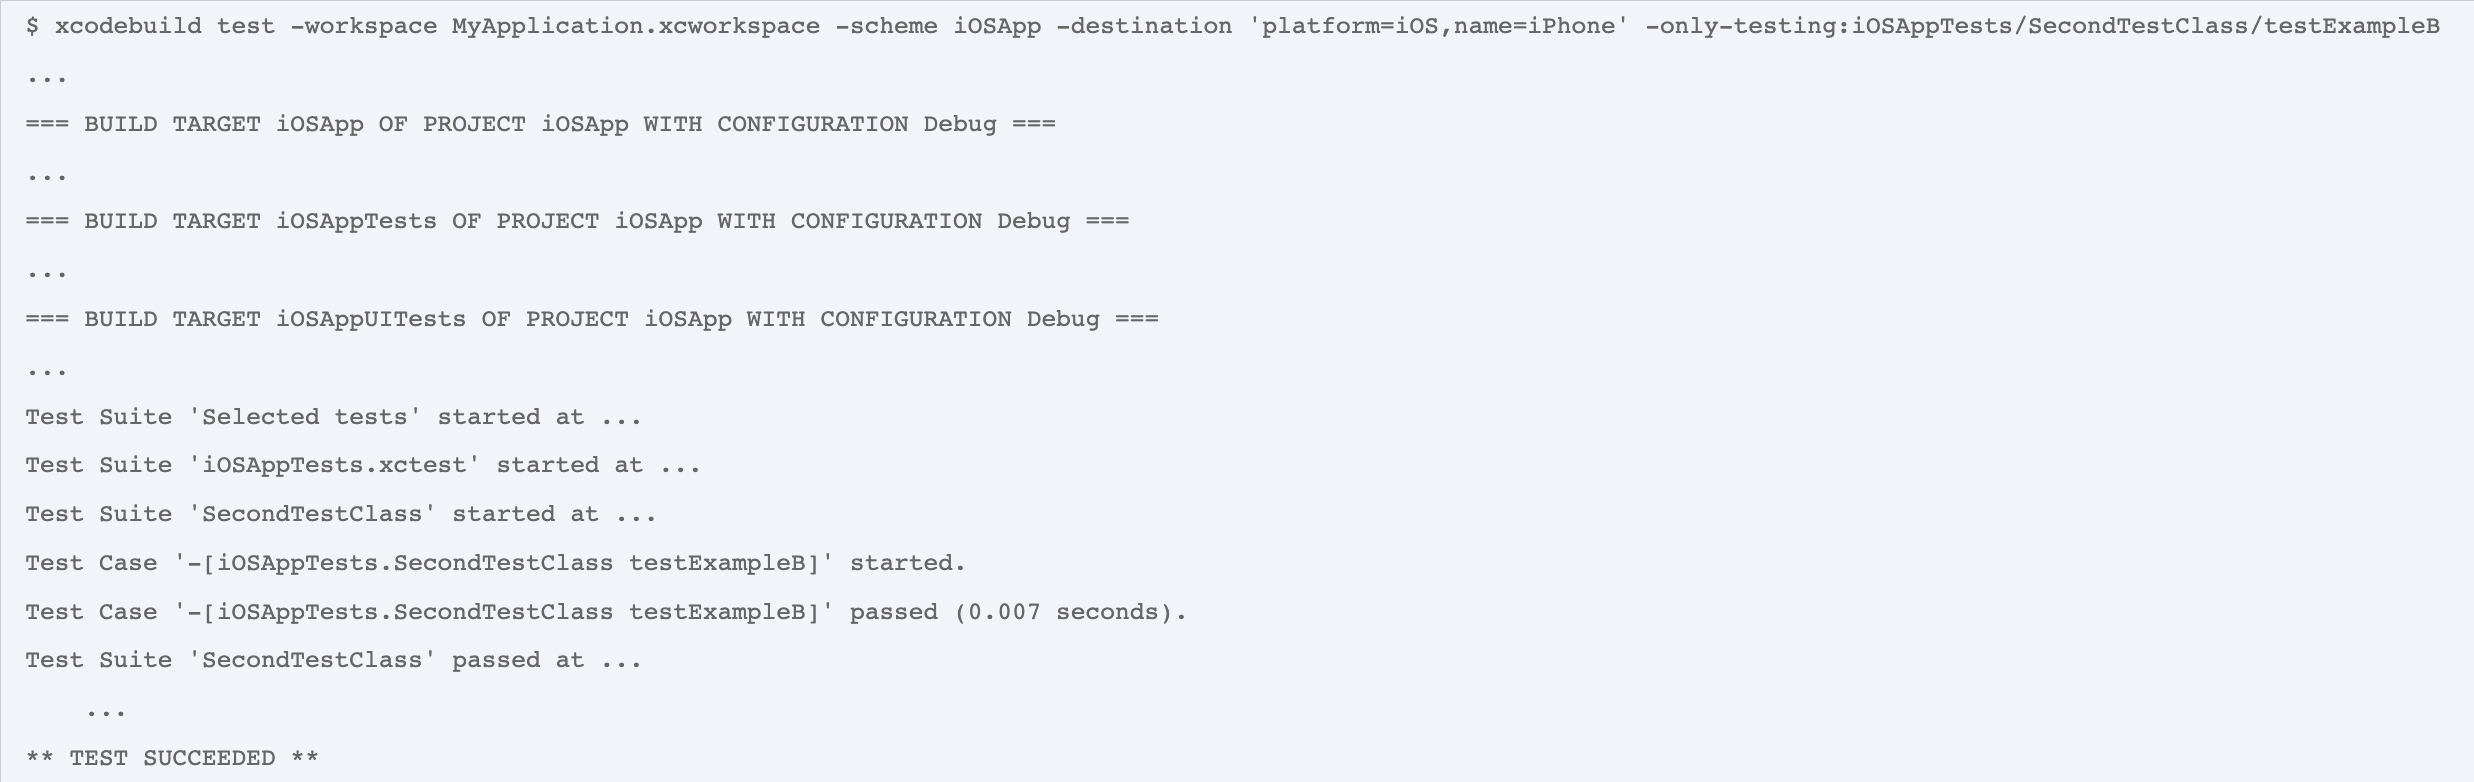 $ xcodebuild test -workspace MyApplication.xcworkspace -scheme iOSApp -destination 'platform=iOS,name=iPhone' -only-testing:iOSAppTests/SecondTestClass/testExampleB
...
=== BUILD TARGET iOSApp OF PROJECT iOSApp WITH CONFIGURATION Debug ===
...
=== BUILD TARGET iOSAppTests OF PROJECT iOSApp WITH CONFIGURATION Debug ===
...
=== BUILD TARGET iOSAppUITests OF PROJECT iOSApp WITH CONFIGURATION Debug ===
...
Test Suite 'Selected tests' started at ...
Test Suite 'iOSAppTests.xctest' started at ...
Test Suite 'SecondTestClass' started at ...
Test Case '-[iOSAppTests.SecondTestClass testExampleB]' started.
Test Case '-[iOSAppTests.SecondTestClass testExampleB]' passed (0.007 seconds).
Test Suite 'SecondTestClass' passed at ...
    ...
** TEST SUCCEEDED **